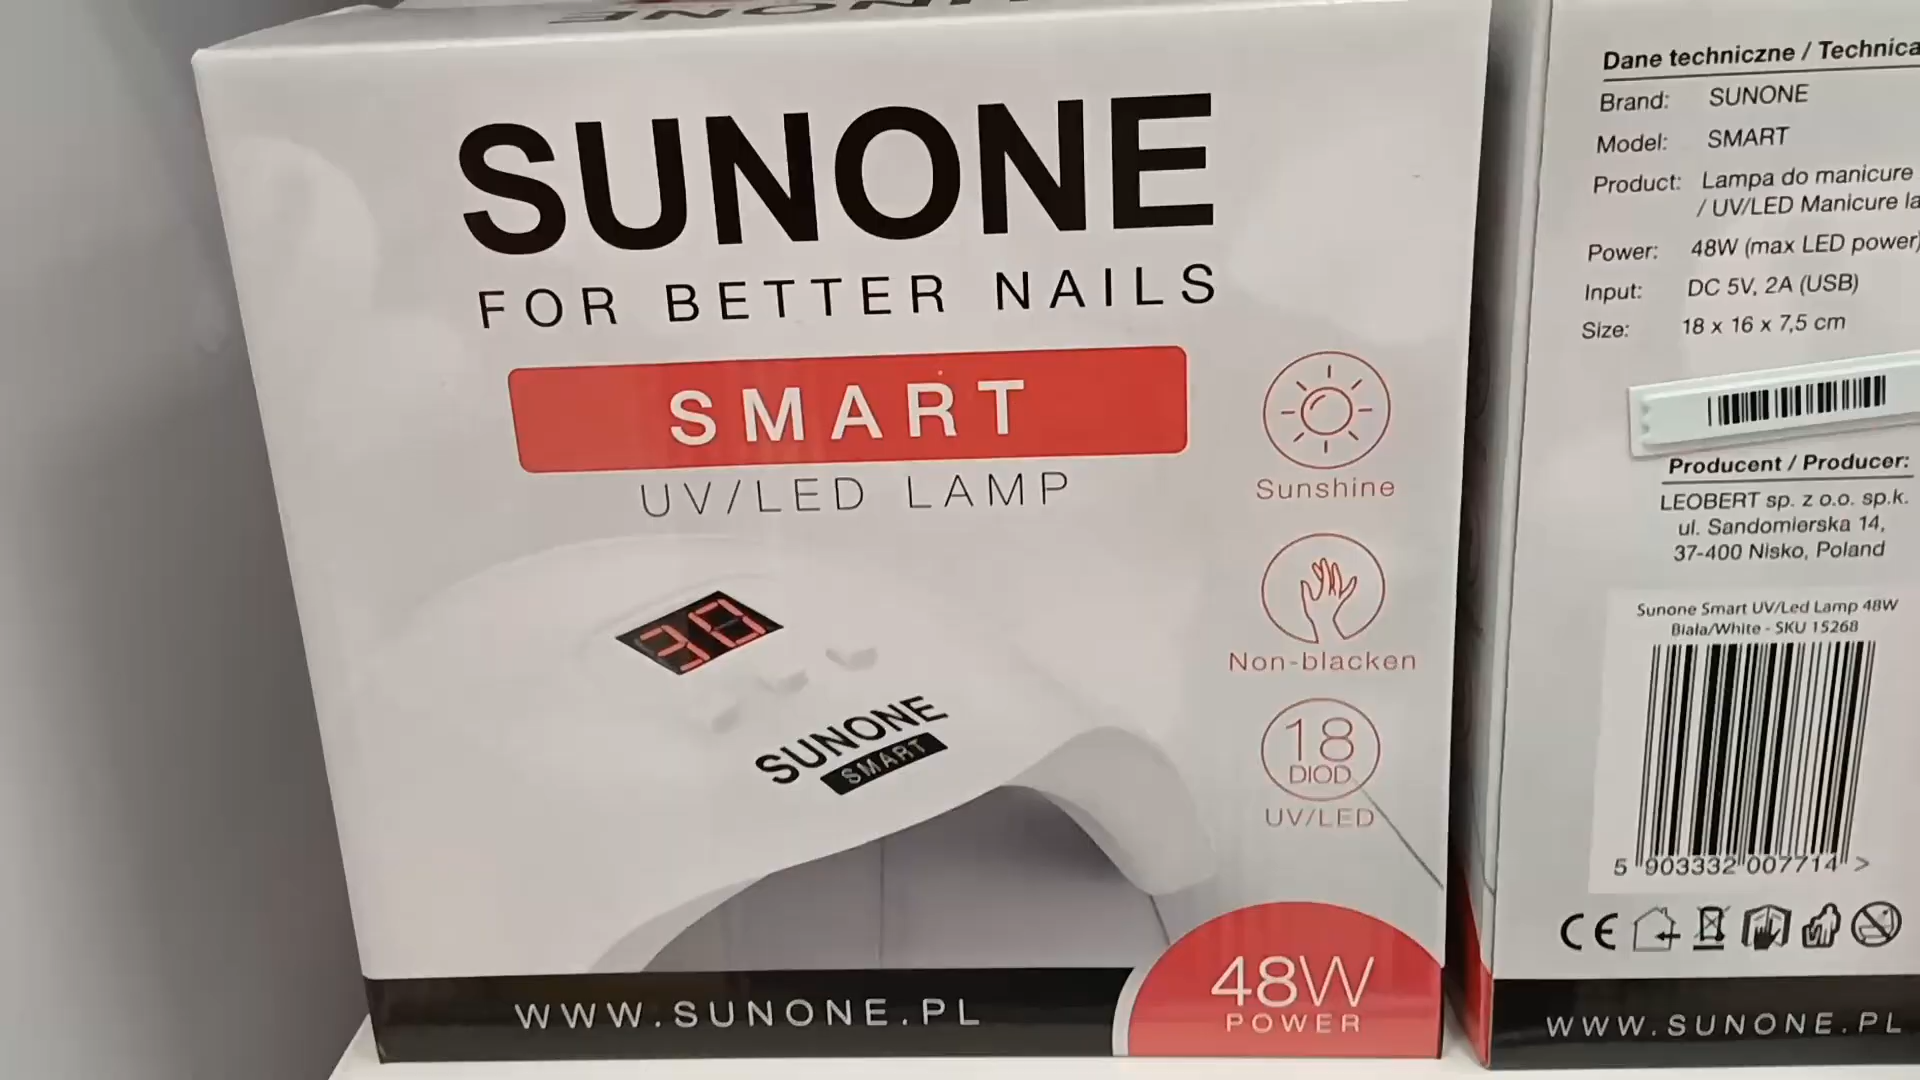 SUNONE
FOR BETTER NAILS
SMART
UV/LED LAMP
Sunshine
Non-blacken
30
SUNONE
SMART
18
DIOD
UV/LED
48W
POWER
WWW.SUNONE.PL
Dane techniczne /
Brand: SUNONE
Model: SMART
Product: Lampa do manicure
/ UV/LED Manicure
Power: 48W (max LED power)
Input: DC 5V, 2A (USB)
Size: 18 x 16 x 7,5 cm
Producent / Producer:
LEOBERT sp. z o.o. sp.k.
ul. Sandomierska 14,
37-400 Nisko, Poland
Sunone Smart UV/Led Lamp 48W
Biała/White - SKU 15268
5 903332 007714 >
CE
WWW.SUNONE.PL